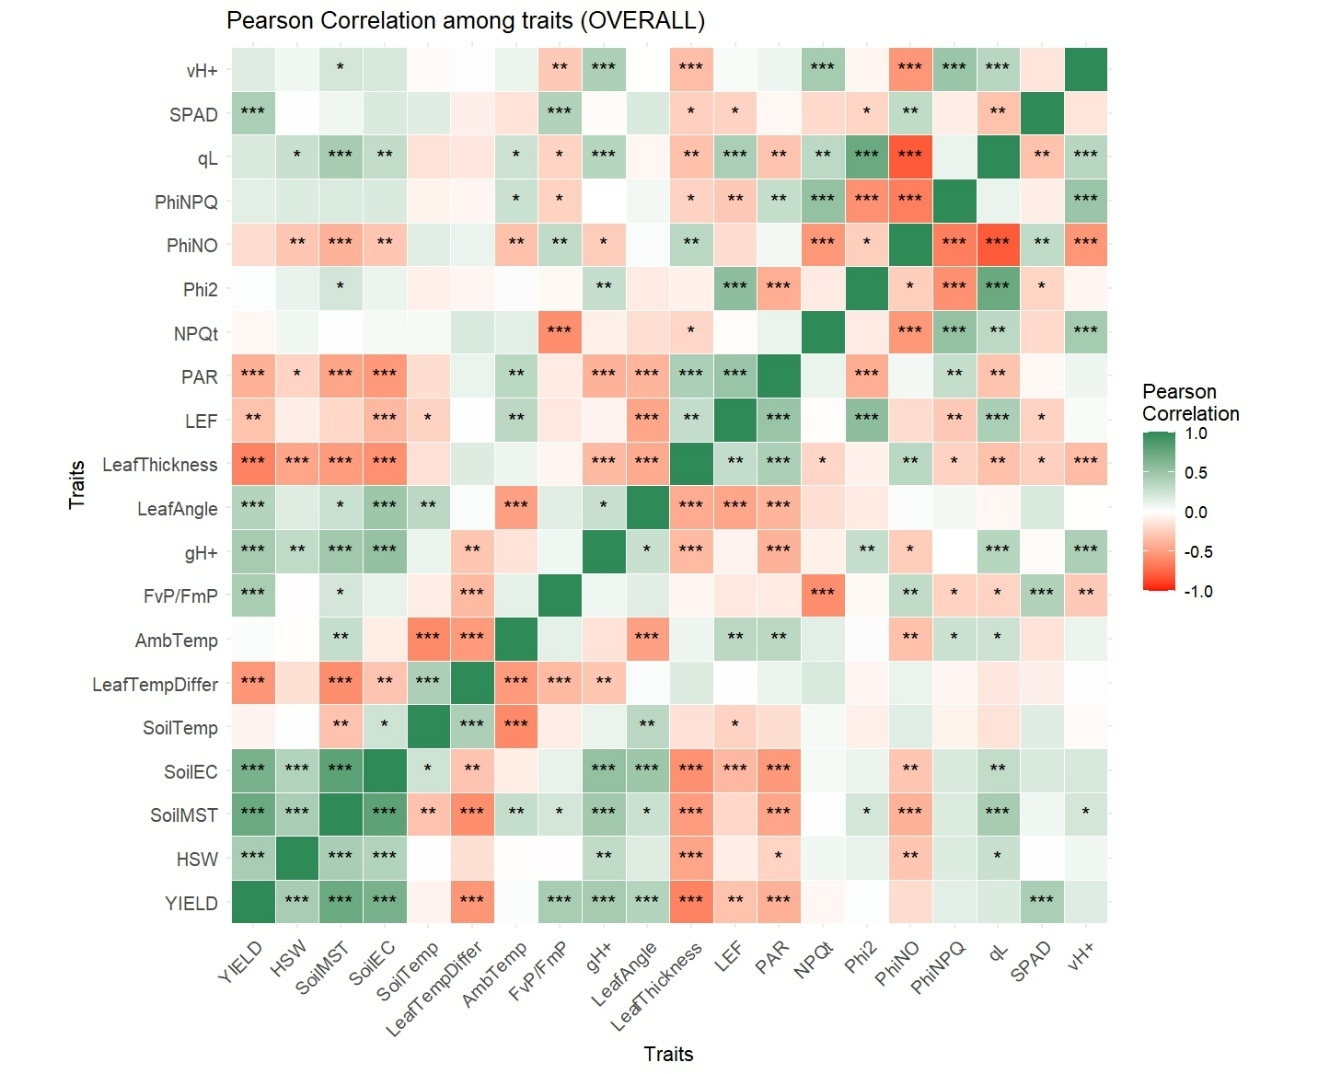 Pearson Correlation among traits (OVERALL)
vH+ * ** *** *** *** *** *** ***
SPAD *** *** * * * ** **
qL * *** ** * * *** ** *** ** ** *** *** ** ***
PhiNPQ * * * ** ** *** *** *** ***
PhiNO ** *** ** ** ** * ** *** * *** *** ** ***
Phi2 * ** *** *** * *** *** *
NPQt *** * *** *** ** ***
PAR *** * *** *** ** *** *** *** *** *** ** **
LEF ** *** * ** *** ** *** *** ** *** *
LeafThickness *** *** *** *** *** *** ** *** * ** * ** * ***
LeafAngle *** * *** ** *** * *** *** ***
gH+ *** ** *** *** ** * *** *** ** * *** ***
FvP/FmP *** * *** *** ** * * *** **
AmbTemp ** *** *** *** ** ** ** * *
LeafTempDiffer *** *** ** *** *** *** **
SoilTemp ** * *** *** ** *
SoilEC *** *** *** * ** *** *** *** *** *** ** **
SoilMST *** *** *** ** *** ** * *** * *** *** * *** *** *
HSW *** *** *** ** *** * ** *
YIELD *** *** *** *** *** *** *** *** ** *** ***
Traits
YIELD
HSW
SoilMST
SoilEC
SoilTemp
LeafTempDiffer
AmbTemp
FvP/FmP
gH+
LeafAngle
LeafThickness
LEF
PAR
NPQt
Phi2
PhiNO
PhiNPQ
qL
SPAD
vH+
Traits
Pearson
Correlation
1.0
0.5
0.0
-0.5
-1.0